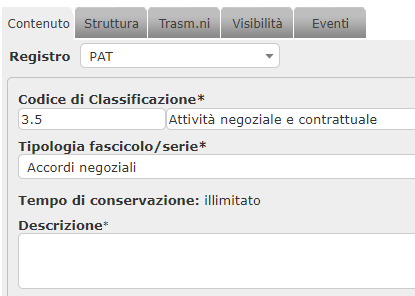 Contenuto Struttura Trasm.ni Visibilità Eventi
Registro PAT
Codice di Classificazione*
3.5 Attività negoziale e contrattuale
Tipologia fascicolo/serie*
Accordi negoziali
Tempo di conservazione: illimitato
Descrizione*